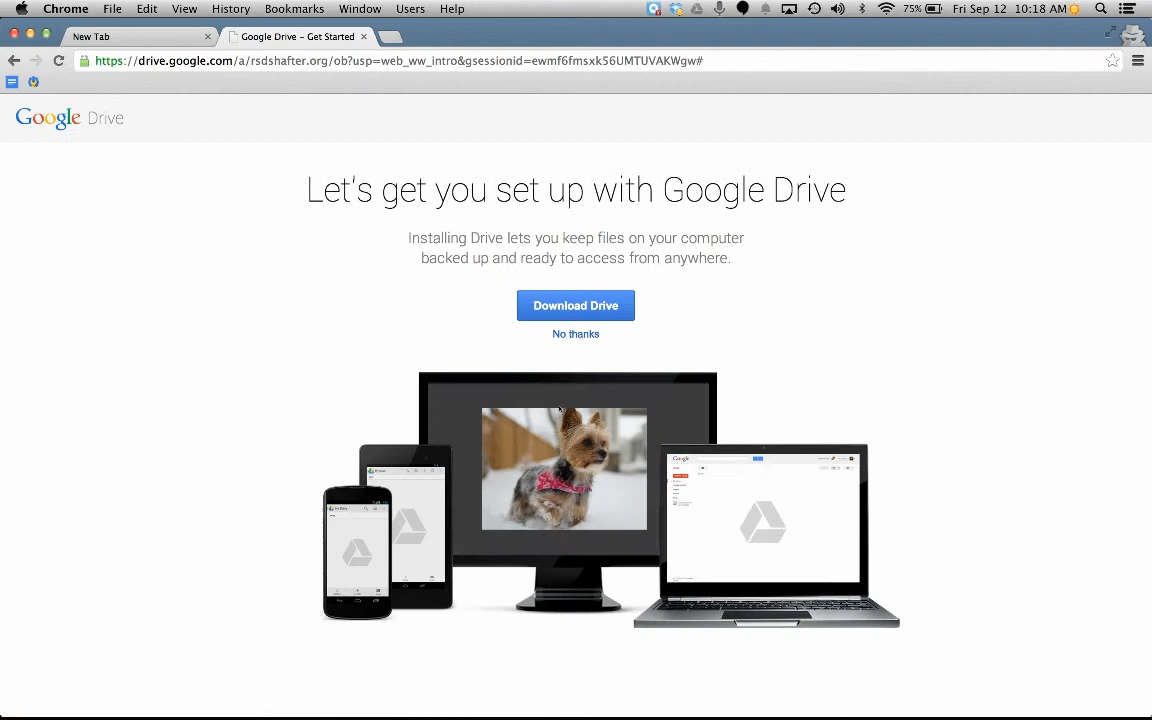 Chrome File Edit View History Bookmarks Window Users Help 75% Fri Sep 12 10:18 AM
New Tab Google Drive – Get Started
https://drive.google.com/a/rsdshafter.org/ob?usp=web_ww_intro&gsessionid=ewmf6fmsxk56UMTUVAKWgw#
Google Drive
Let's get you set up with Google Drive
Installing Drive lets you keep files on your computer
backed up and ready to access from anywhere.
Download Drive
No thanks
Google